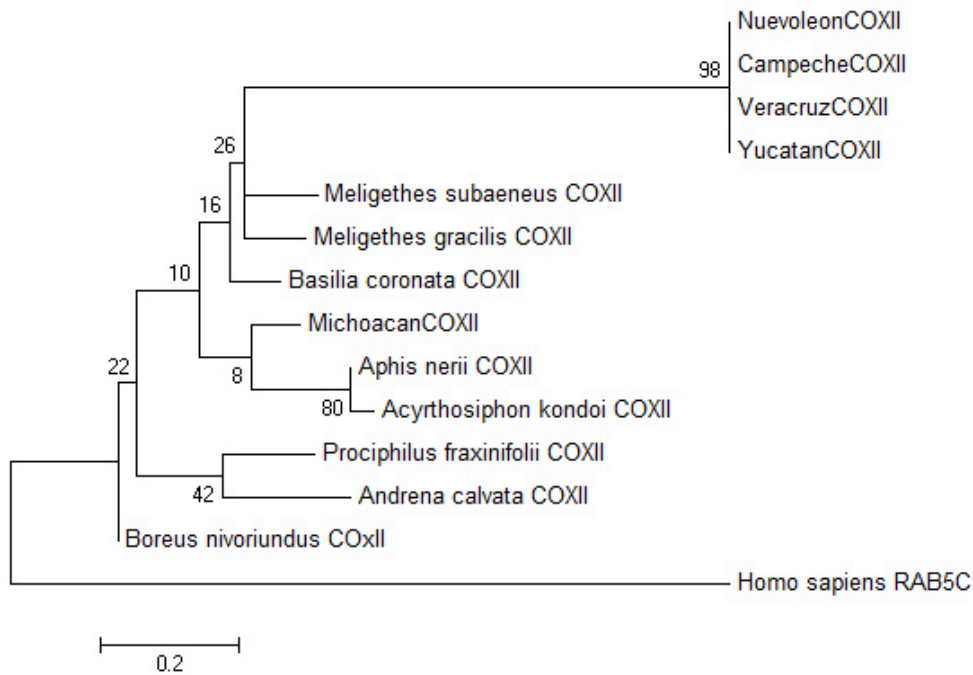 NuevoleonCOXII
98
CampecheCOXII
VeracruzCOXII
YucatanCOXII
26
Meligethes subaeneus COXII
16
Meligethes gracilis COXII
10
Basilia coronata COXII
MichoacanCOXII
22
8
Aphis nerii COXII
80
Acyrthosiphon kondoi COXII
Prociphilus fraxinifolii COXII
42
Andrena calvata COXII
Boreus nivoriundus COxII
Homo sapiens RAB5C
0.2